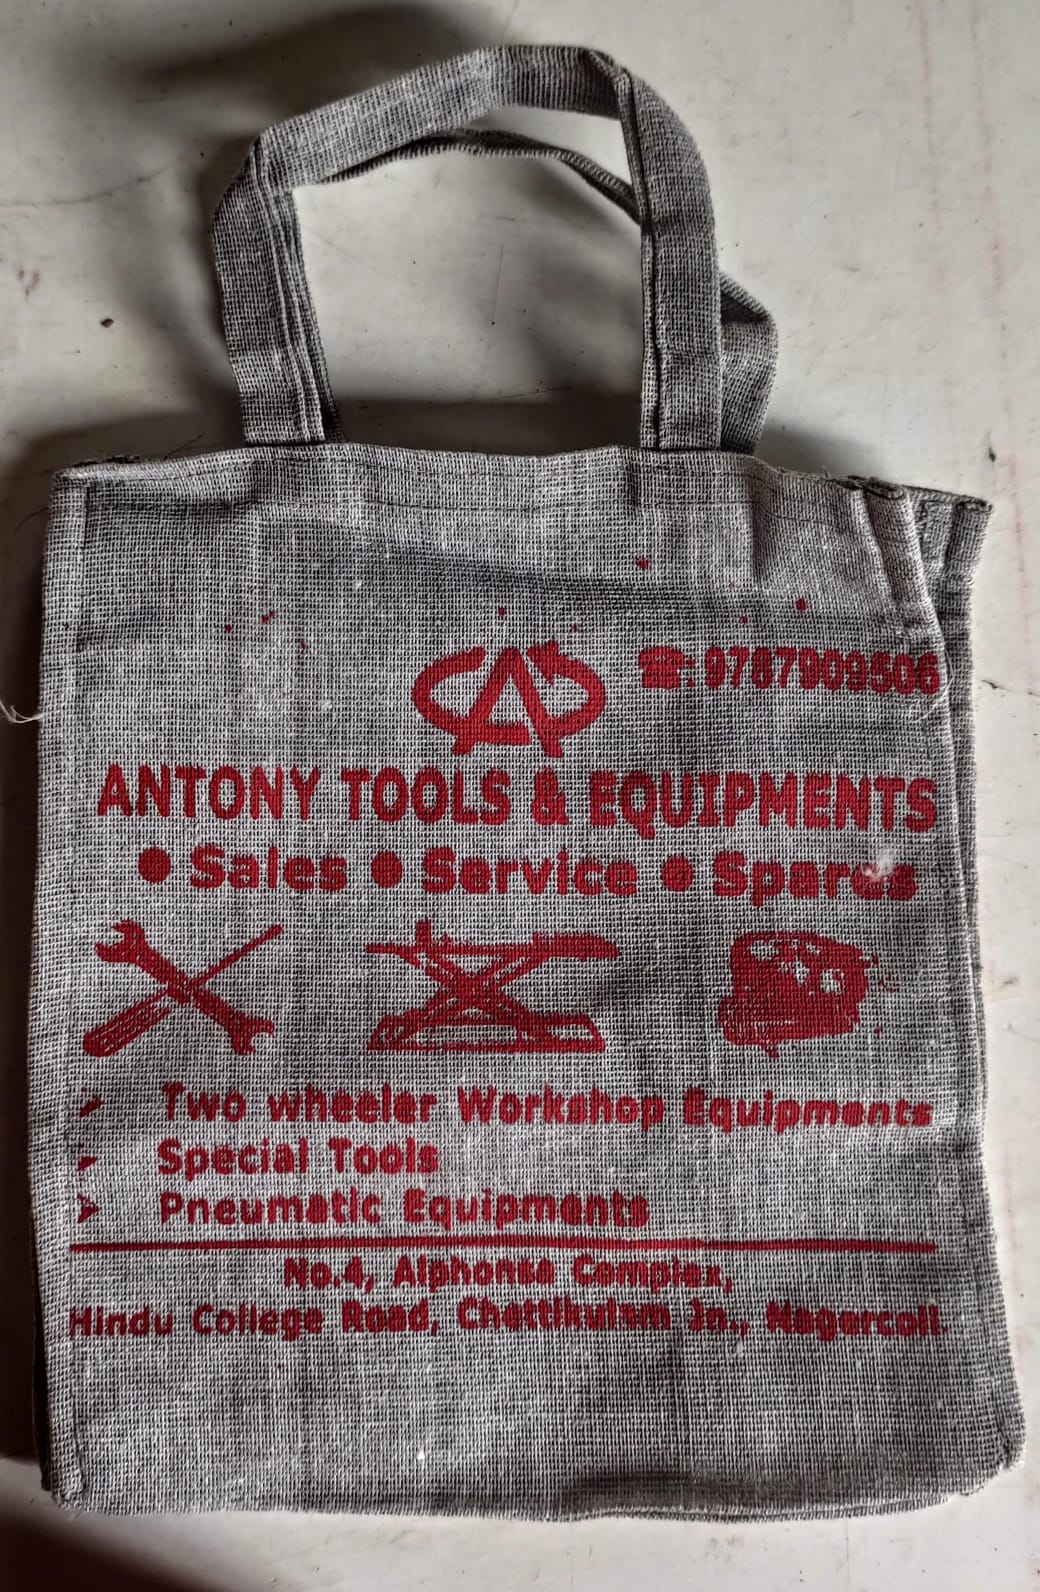 ☎: 9787909506
ANTONY TOOLS & EQUIPMENTS
● Sales ● Service ● Spares
Two wheeler Workshop Equipments
Special Tools
Pneumatic Equipments
No.4, Alphonsa Complex,
Hindu College Road, Chettikulam Jn., Nagercoil.